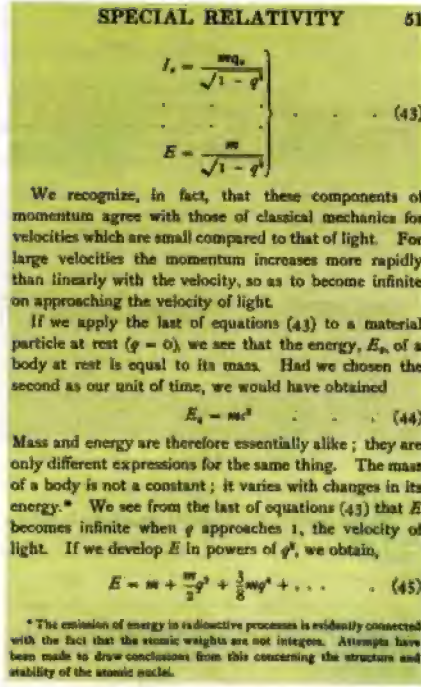 SPECIAL RELATIVITY 51
I_x = mq_x / √(1 − q²)
. . .
. . . (43)
E = m / √(1 − q²)
We recognize, in fact, that these components of
momentum agree with those of classical mechanics for
velocities which are small compared to that of light. For
large velocities the momentum increases more rapidly
than linearly with the velocity, so as to become infinite
on approaching the velocity of light.
If we apply the last of equations (43) to a material
particle at rest (q = 0), we see that the energy, E₀, of a
body at rest is equal to its mass. Had we chosen the
second as our unit of time, we would have obtained
E₀ = mc² . . . (44)
Mass and energy are therefore essentially alike ; they are
only different expressions for the same thing. The mass
of a body is not a constant ; it varies with changes in its
energy.* We see from the last of equations (43) that E
becomes infinite when q approaches 1, the velocity of
light. If we develop E in powers of q², we obtain,
E = m + m/2 q² + 3/8 mq⁴ + . . . . (45)
* The emission of energy in radioactive processes is evidently connected
with the fact that the atomic weights are not integers. Attempts have
been made to draw conclusions from this concerning the structure and
stability of the atomic nuclei.